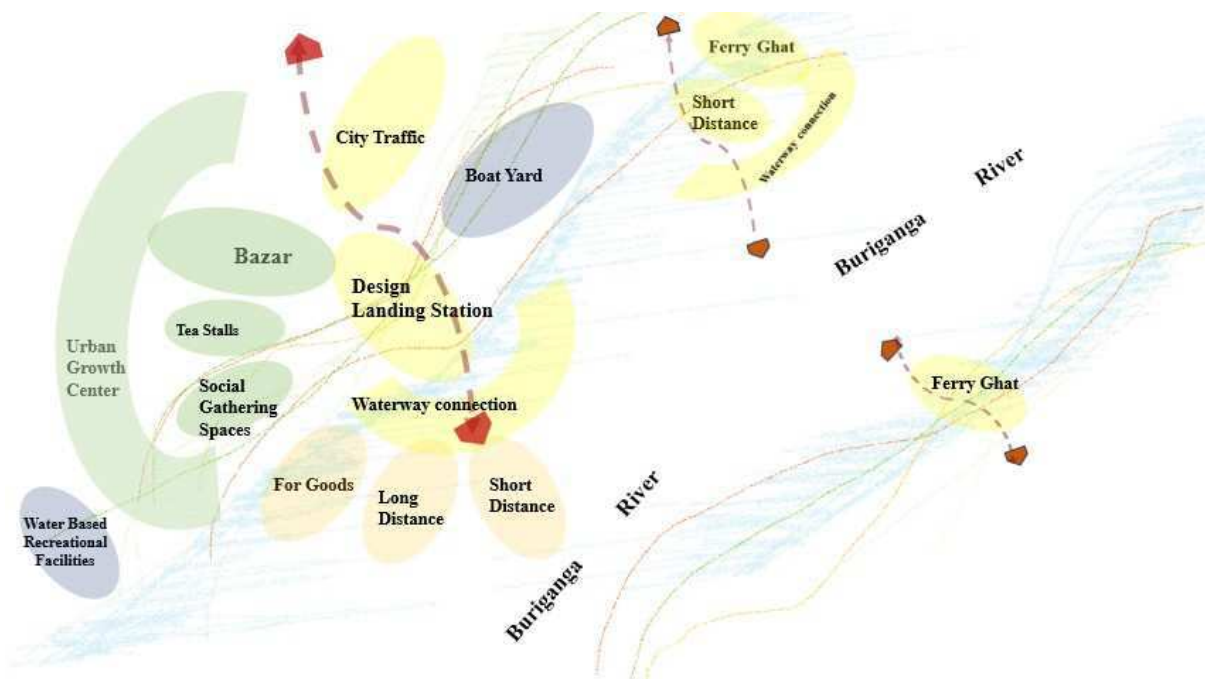 Ferry Ghat
Short
Distance
Waterway connection
City Traffic
Boat Yard
River
Buriganga
Bazar
Design
Landing Station
Tea Stalls
Urban
Growth
Center
Social
Gathering
Spaces
Waterway connection
Ferry Ghat
For Goods
Long
Distance
Short
Distance
River
Buriganga
Water Based
Recreational
Facilities